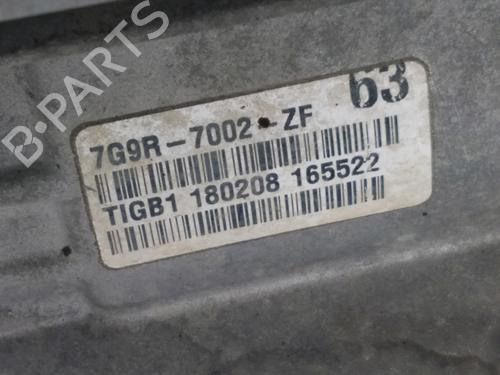 B-PARTS
63
7G9R-7002-ZF
TIGB1 180208 165522